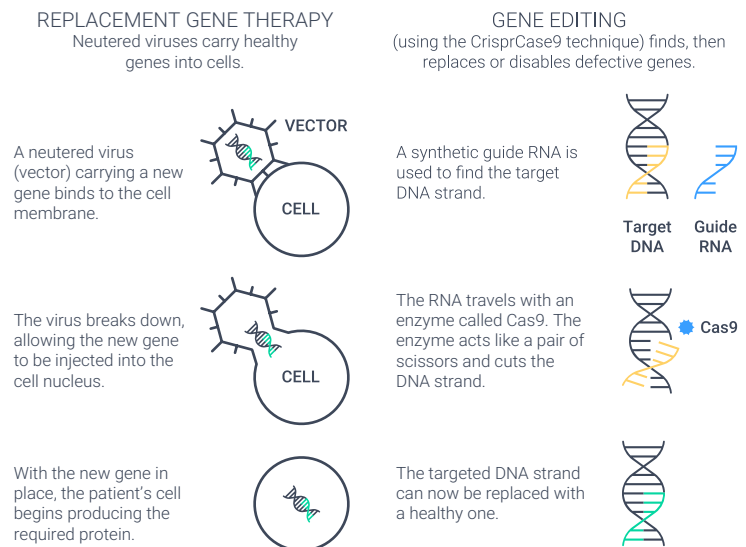 REPLACEMENT GENE THERAPY
Neutered viruses carry healthy
genes into cells.
A neutered virus
(vector) carrying a new
gene binds to the cell
membrane.
VECTOR
CELL
The virus breaks down,
allowing the new gene
to be injected into the
cell nucleus.
CELL
With the new gene in
place, the patient's cell
begins producing the
required protein.
GENE EDITING
(using the CrisprCase9 technique) finds, then
replaces or disables defective genes.
A synthetic guide RNA is
used to find the target
DNA strand.
Target
DNA
Guide
RNA
The RNA travels with an
enzyme called Cas9. The
enzyme acts like a pair of
scissors and cuts the
DNA strand.
Cas9
The targeted DNA strand
can now be replaced with
a healthy one.